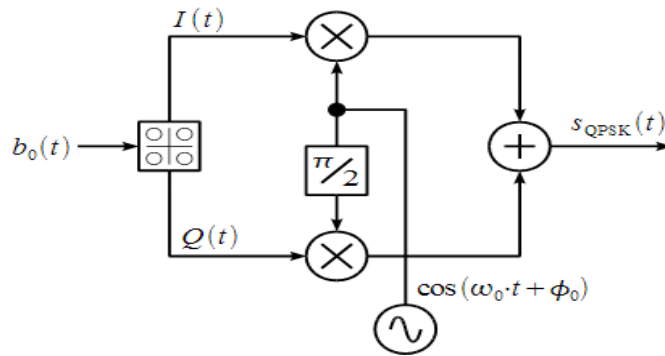 I(t)
b₀(t)
π/2
s_QPSK(t)
Q(t)
cos(ω₀·t + ϕ₀)